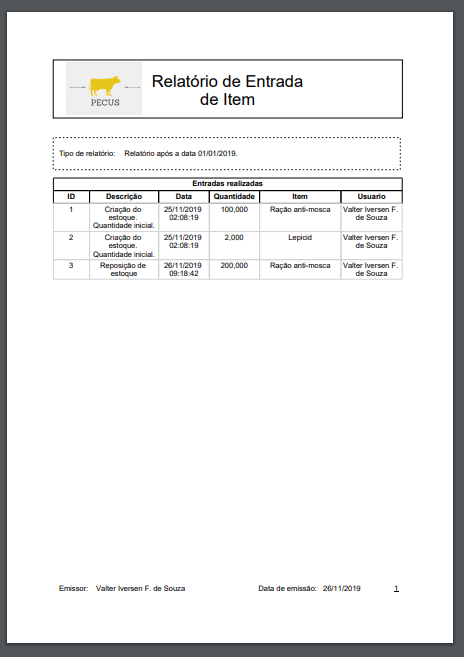 PECUS
Relatório de Entrada
de Item
Tipo de relatório: Relatório após a data 01/01/2019.
Entradas realizadas
ID Descrição Data Quantidade Item Usuario
1 Criação do 25/11/2019 100,000 Ração anti-mosca Valter Iversen F.
estoque. 02:08:19 de Souza
Quantidade inicial.
2 Criação do 25/11/2019 2,000 Lepicid Valter Iversen F.
estoque. 02:08:19 de Souza
Quantidade inicial.
3 Reposição de 26/11/2019 200,000 Ração anti-mosca Valter Iversen F.
estoque 09:18:42 de Souza
Emissor: Valter Iversen F. de Souza Data de emissão: 26/11/2019 1